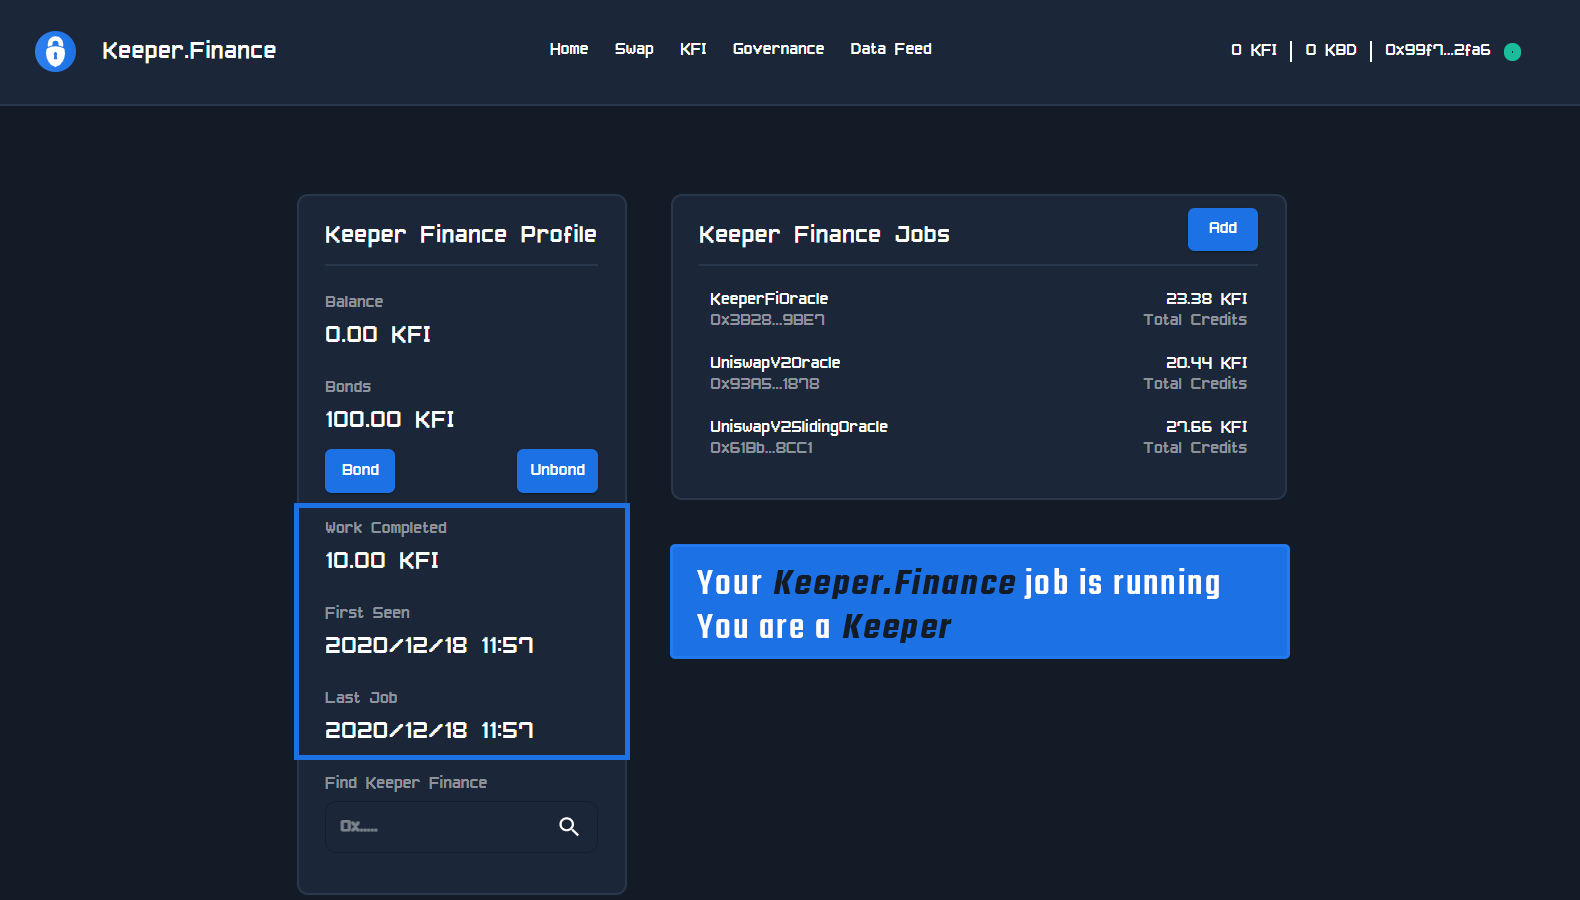 Keeper.Finance
Home Swap KFI Governance Data Feed
0 KFI | 0 KBD | 0x99f7...2fa6
Keeper Finance Profile
Balance
0.00 KFI
Bonds
100.00 KFI
Bond Unbond
Work Completed
10.00 KFI
First Seen
2020/12/18 11:57
Last Job
2020/12/18 11:57
Find Keeper Finance
0x.....
Keeper Finance Jobs
Add
KeeperFiOracle 23.38 KFI
0x3B28...9BE7 Total Credits
UniswapV2Oracle 20.44 KFI
0x93A5...1878 Total Credits
UniswapV2SlidingOracle 27.66 KFI
0x61Bb...8CC1 Total Credits
Your Keeper.Finance job is running
You are a Keeper